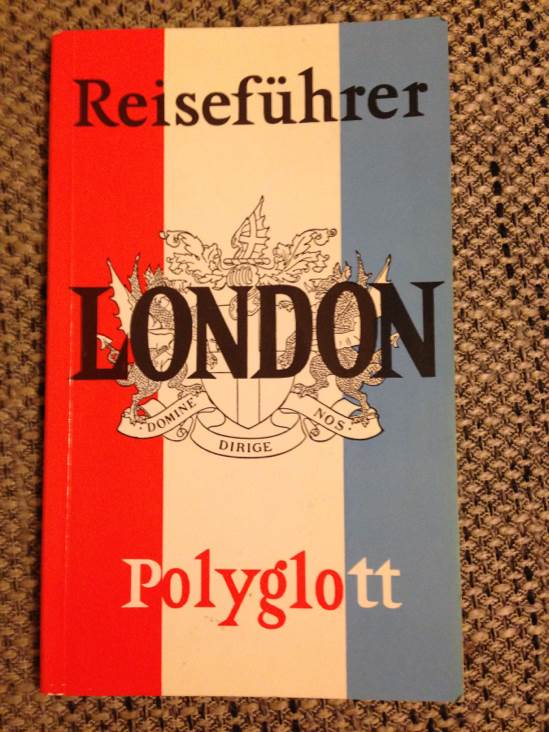 Reiseführer
LONDON
DOMINE DIRIGE NOS
Polyglott